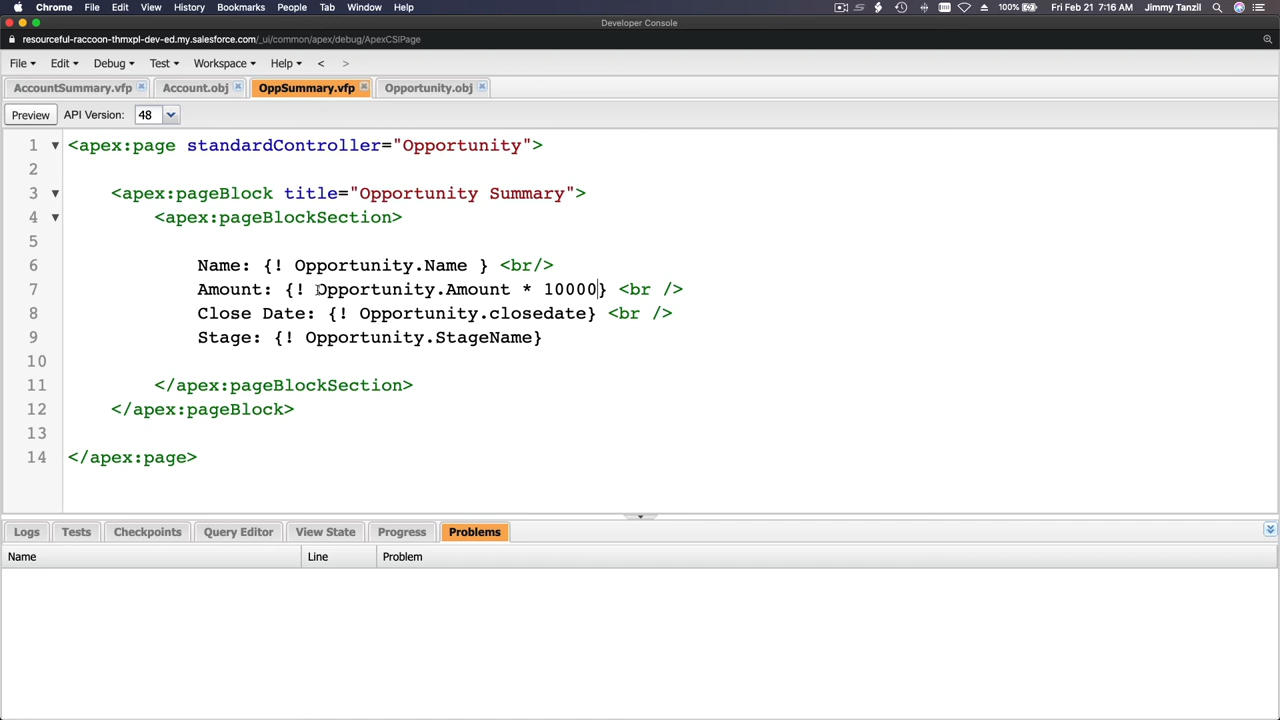 Chrome File Edit View History Bookmarks People Tab Window Help 100% Fri Feb 21 7:16 AM Jimmy Tanzil
Developer Console
resourceful-raccoon-thmxpl-dev-ed.my.salesforce.com/_ui/common/apex/debug/ApexCSIPage
File Edit Debug Test Workspace Help < >
AccountSummary.vfp Account.obj OppSummary.vfp Opportunity.obj
Preview API Version: 48
1 <apex:page standardController="Opportunity">
2
3 <apex:pageBlock title="Opportunity Summary">
4 <apex:pageBlockSection>
5
6 Name: {! Opportunity.Name } <br/>
7 Amount: {! Opportunity.Amount * 10000} <br />
8 Close Date: {! Opportunity.closedate} <br />
9 Stage: {! Opportunity.StageName}
10
11 </apex:pageBlockSection>
12 </apex:pageBlock>
13
14 </apex:page>
Logs Tests Checkpoints Query Editor View State Progress Problems
Name Line Problem